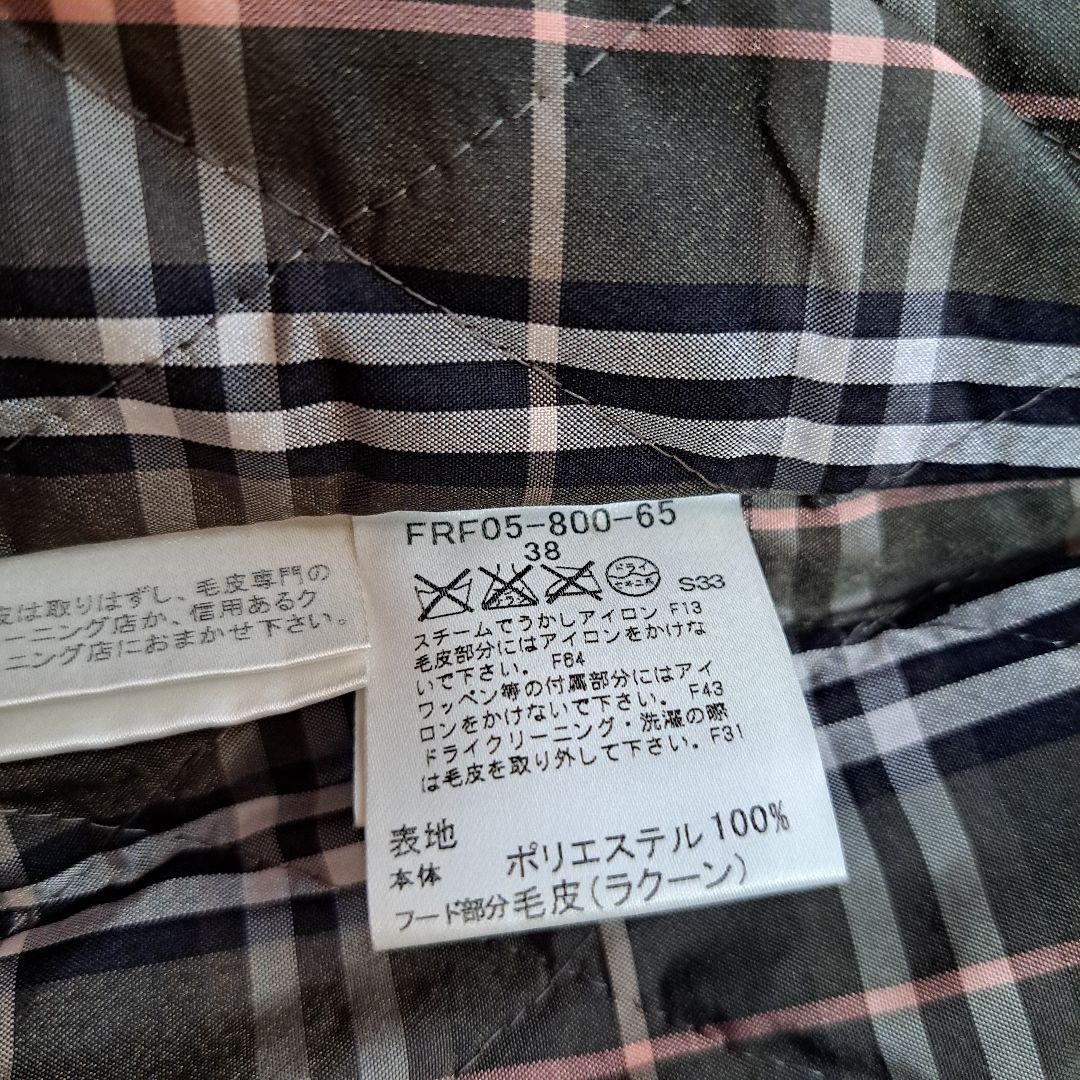 皮は取りはずし、毛皮専門の
ーニング店か、信用あるク
ニング店におまかせ下さい。
FRF05-800-65
38
ドライ
セキユ系
S33
スチームでうかしアイロン F13
毛皮部分にはアイロンをかけな
いで下さい。 F64
ワッペン等の付属部分にはアイ
ロンをかけないで下さい。 F43
ドライクリーニング・洗濯の際
は毛皮を取り外して下さい。F31
表地
本体 ポリエステル100%
フード部分 毛皮(ラクーン)